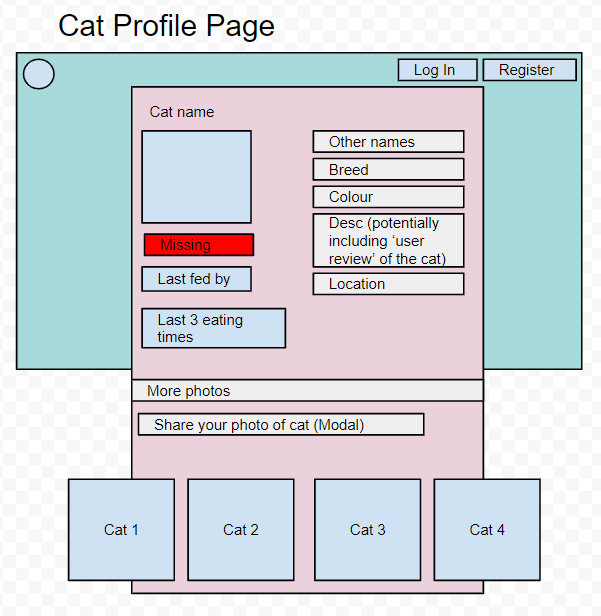 Cat Profile Page
Log In
Register
Cat name
Other names
Breed
Colour
Desc (potentially
including ‘user
review’ of the cat)
Location
Missing
Last fed by
Last 3 eating
times
More photos
Share your photo of cat (Modal)
Cat 1
Cat 2
Cat 3
Cat 4